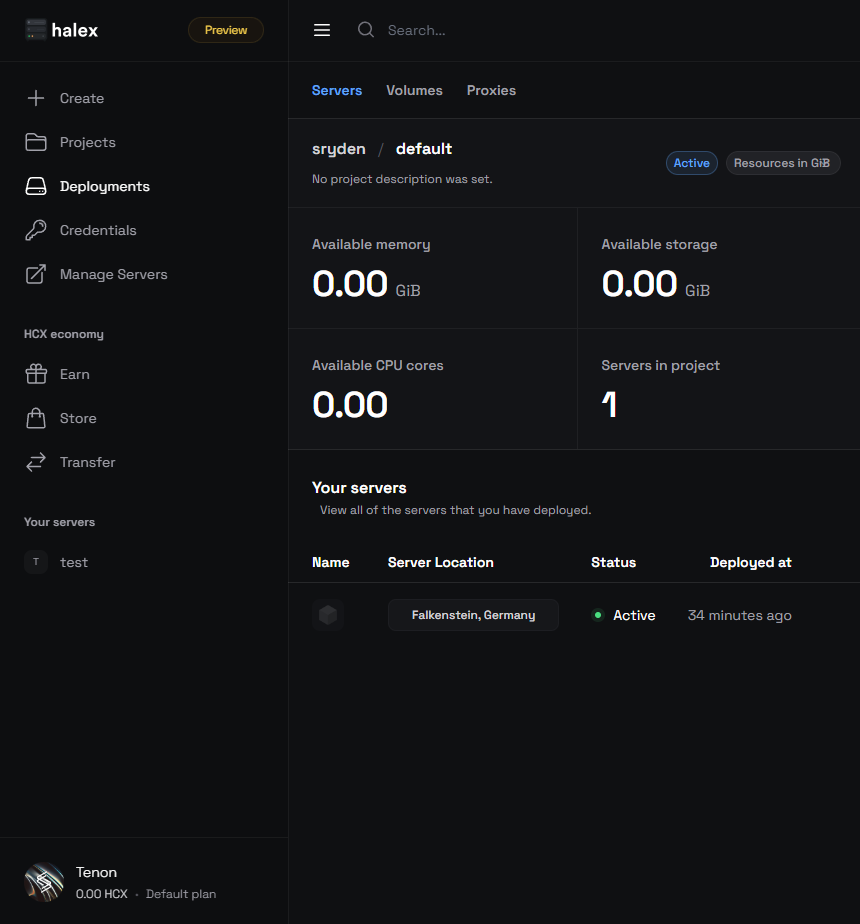 halex
Preview
Create
Projects
Deployments
Credentials
Manage Servers
HCX economy
Earn
Store
Transfer
Your servers
T test
Tenon
0.00 HCX · Default plan
Search...
Servers Volumes Proxies
sryden / default
No project description was set.
Active Resources in GiB
Available memory
0.00 GiB
Available storage
0.00 GiB
Available CPU cores
0.00
Servers in project
1
Your servers
View all of the servers that you have deployed.
Name Server Location Status Deployed at
Falkenstein, Germany Active 34 minutes ago